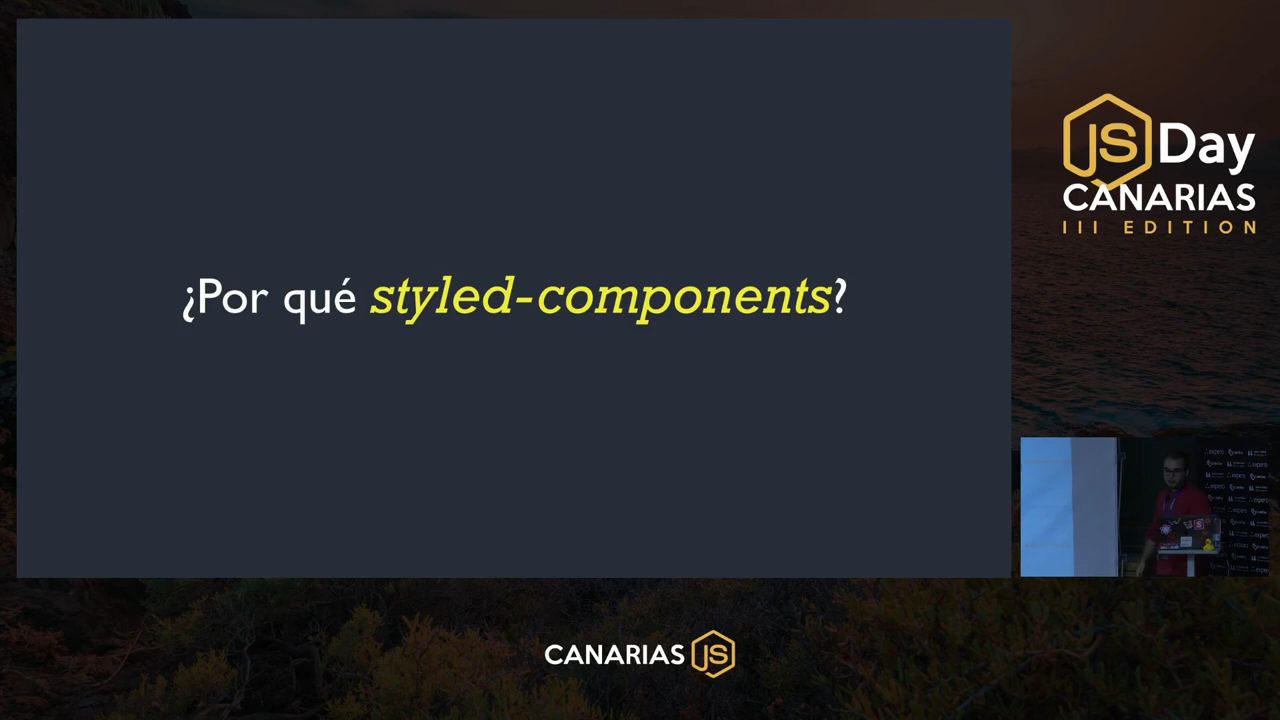 ¿Por qué styled-components?
JS Day
CANARIAS
III EDITION
CANARIAS JS